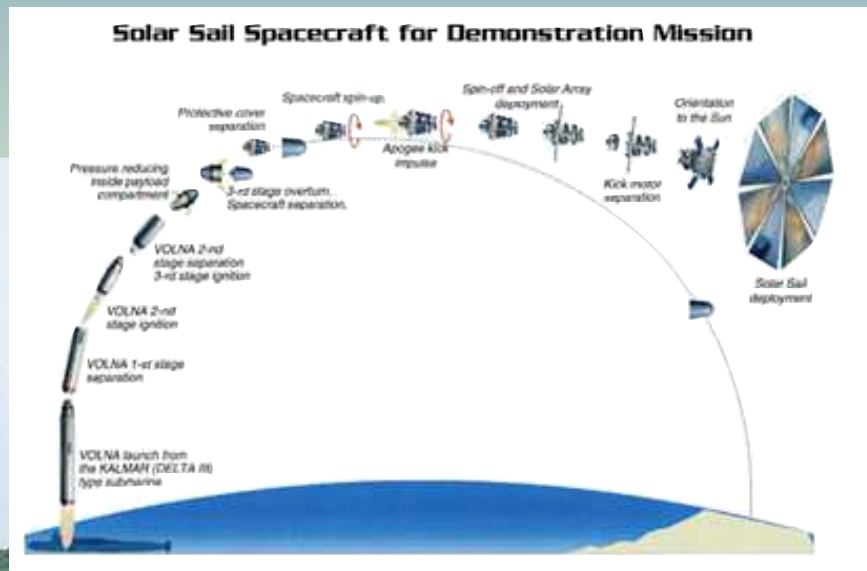 Solar Sail Spacecraft for Demonstration Mission
Spacecraft spin-up.
Spin-off and Solar Array
deployment
Orientation
to the Sun
Protective cover
separation
Apogee kick
impulse
Pressure reducing
inside payload
compartment
3-rd stage overturn.
Spacecraft separation.
Kick motor
separation
VOLNA 2-nd
stage separation
3-rd stage ignition
Solar Sail
deployment
VOLNA 2-nd
stage ignition
VOLNA 1-st stage
separation
VOLNA launch from
the KALMAR (DELTA III)
type submarine